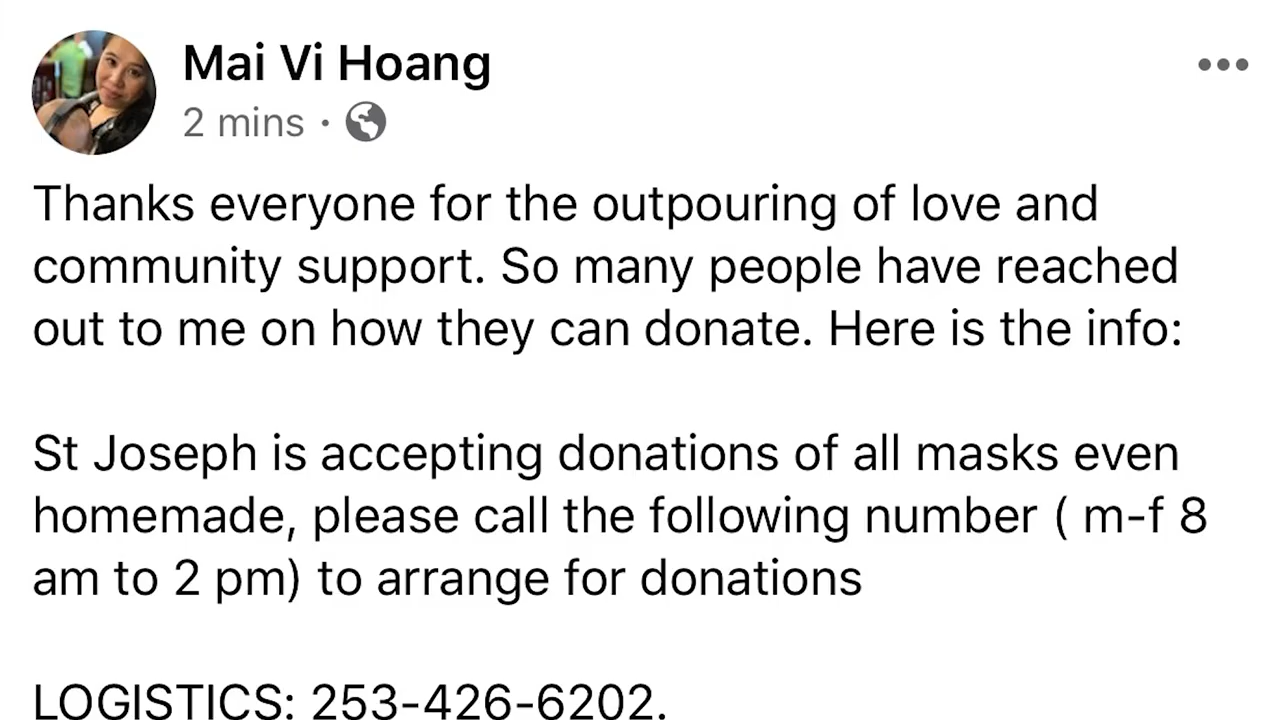 Mai Vi Hoang
2 mins ·
Thanks everyone for the outpouring of love and
community support. So many people have reached
out to me on how they can donate. Here is the info:
St Joseph is accepting donations of all masks even
homemade, please call the following number ( m-f 8
am to 2 pm) to arrange for donations
LOGISTICS: 253-426-6202.